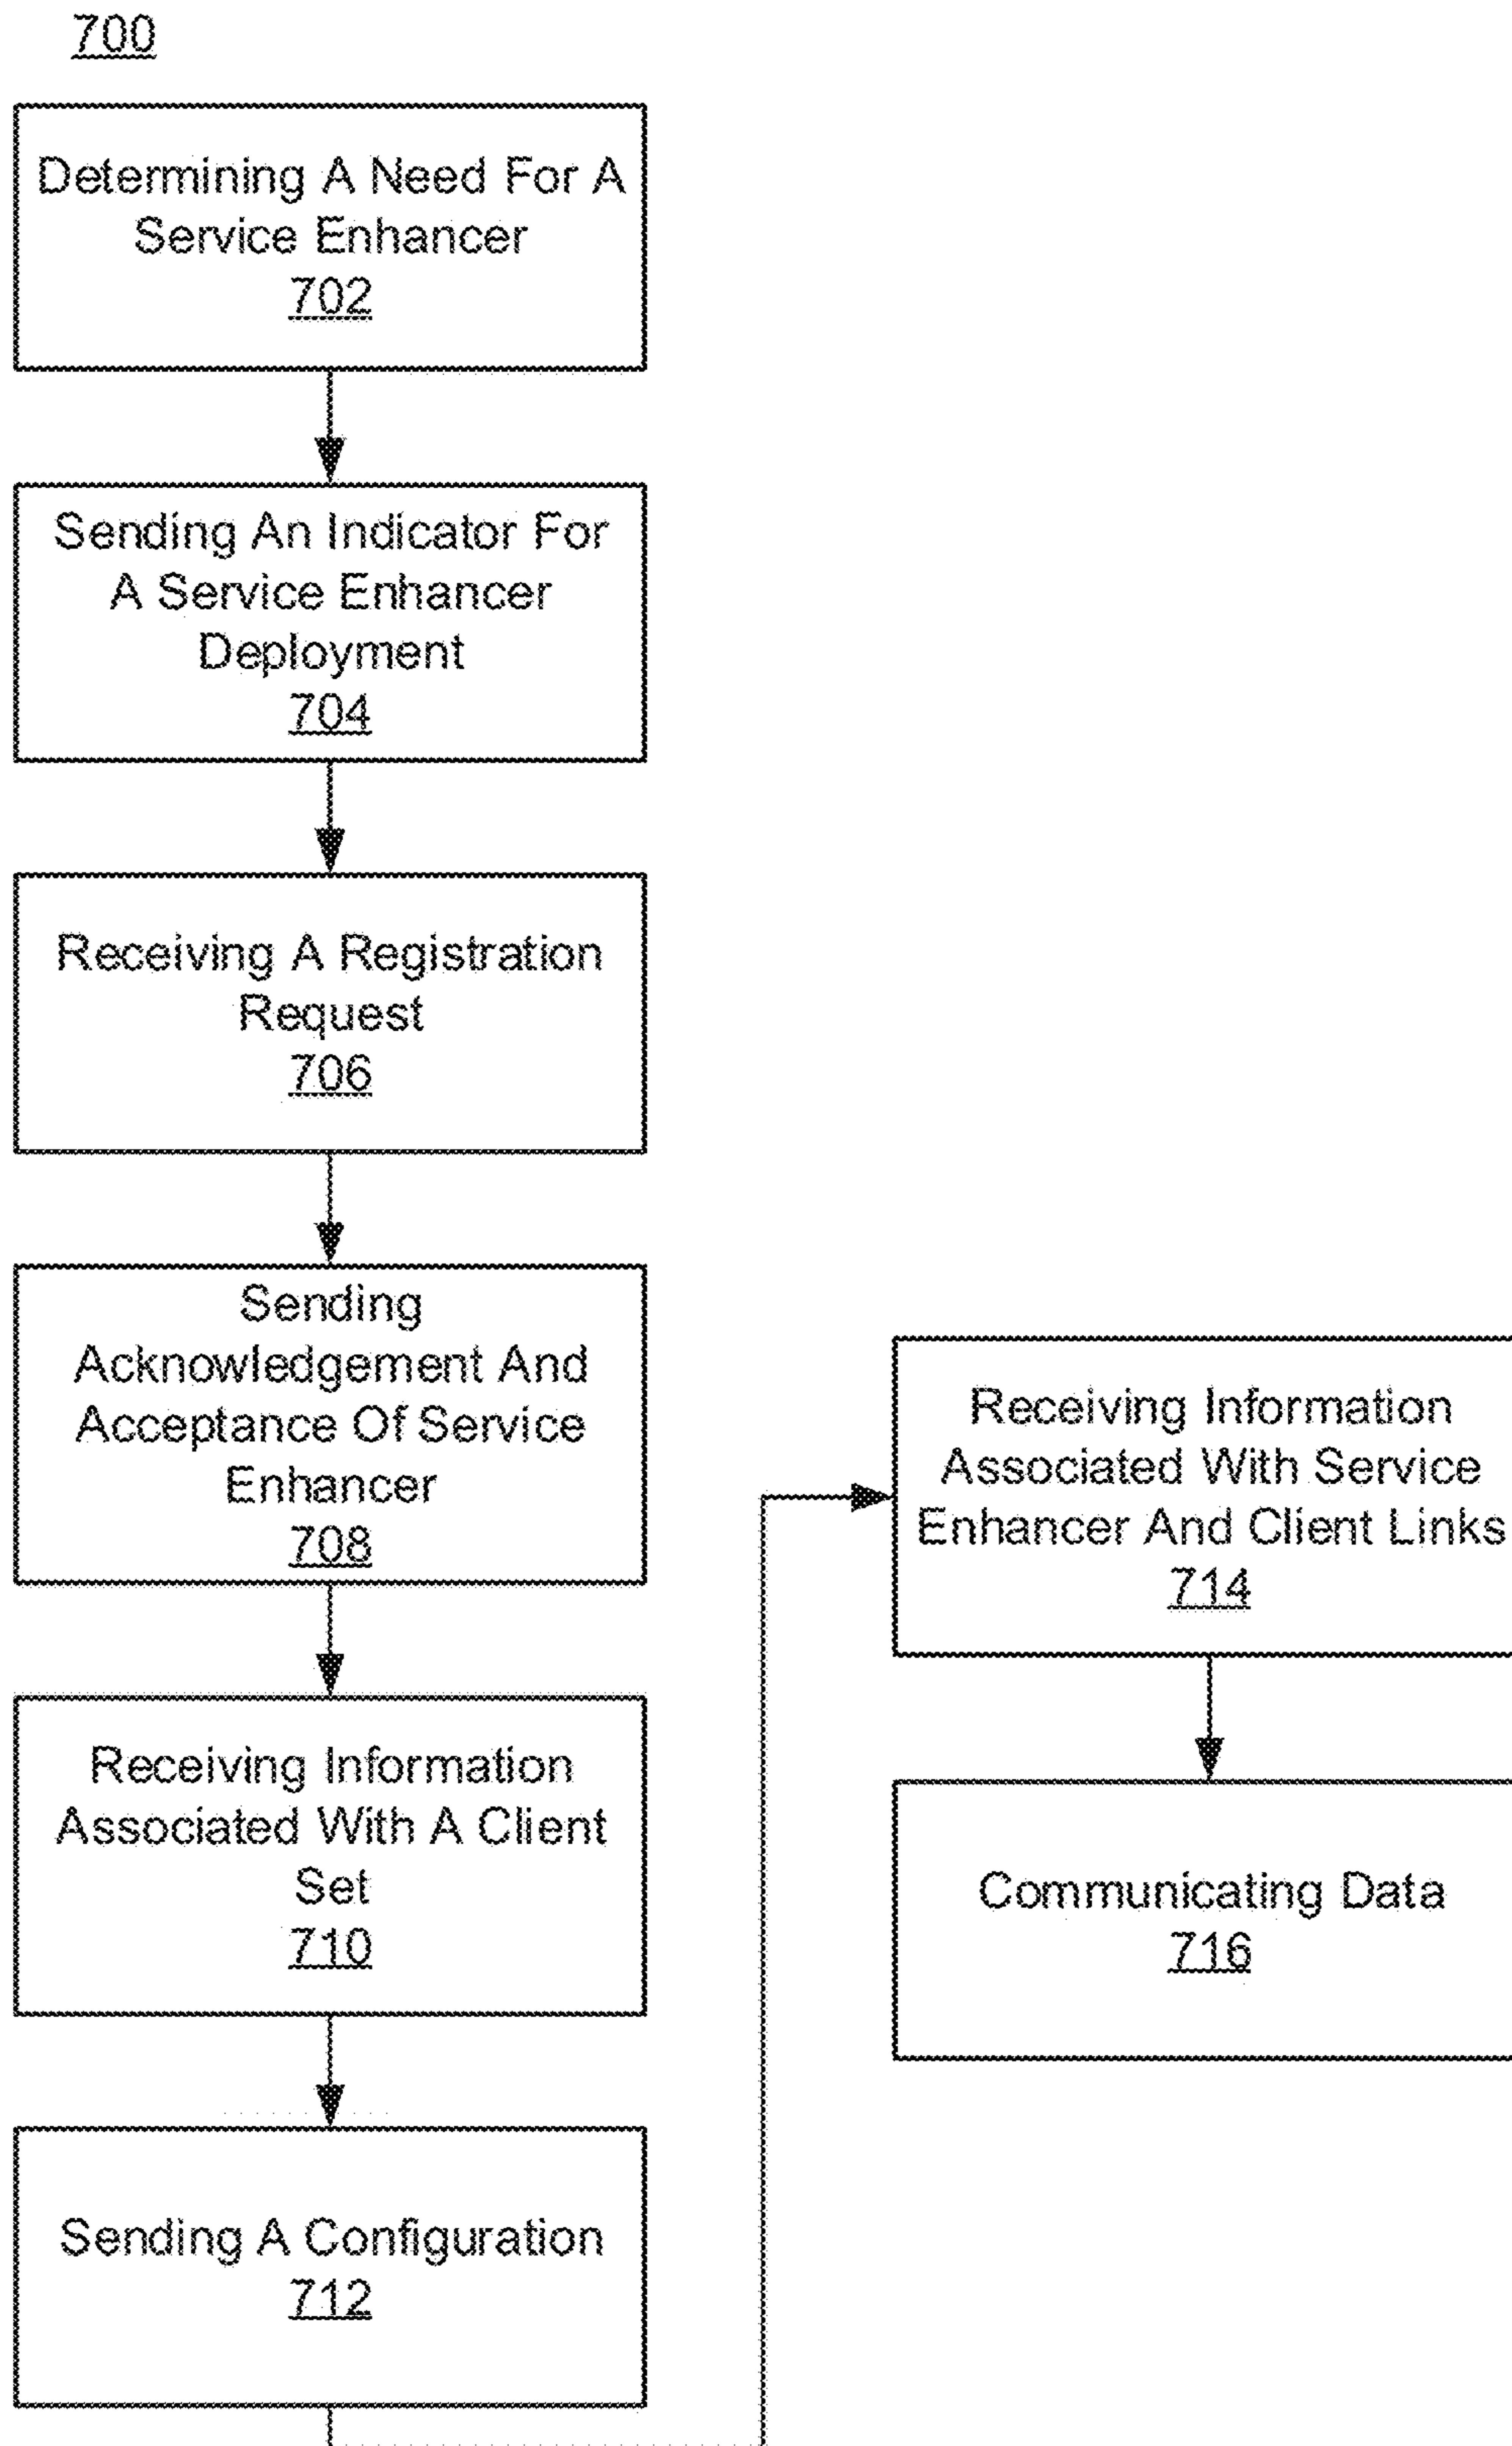 700
Determining A Need For A
Service Enhancer
702
Sending An Indicator For
A Service Enhancer
Deployment
704
Receiving A Registration
Request
706
Sending
Acknowledgement And
Acceptance Of Service
Enhancer
708
Receiving Information
Associated With A Client
Set
710
Sending A Configuration
712
Receiving Information
Associated With Service
Enhancer And Client Links
714
Communicating Data
716